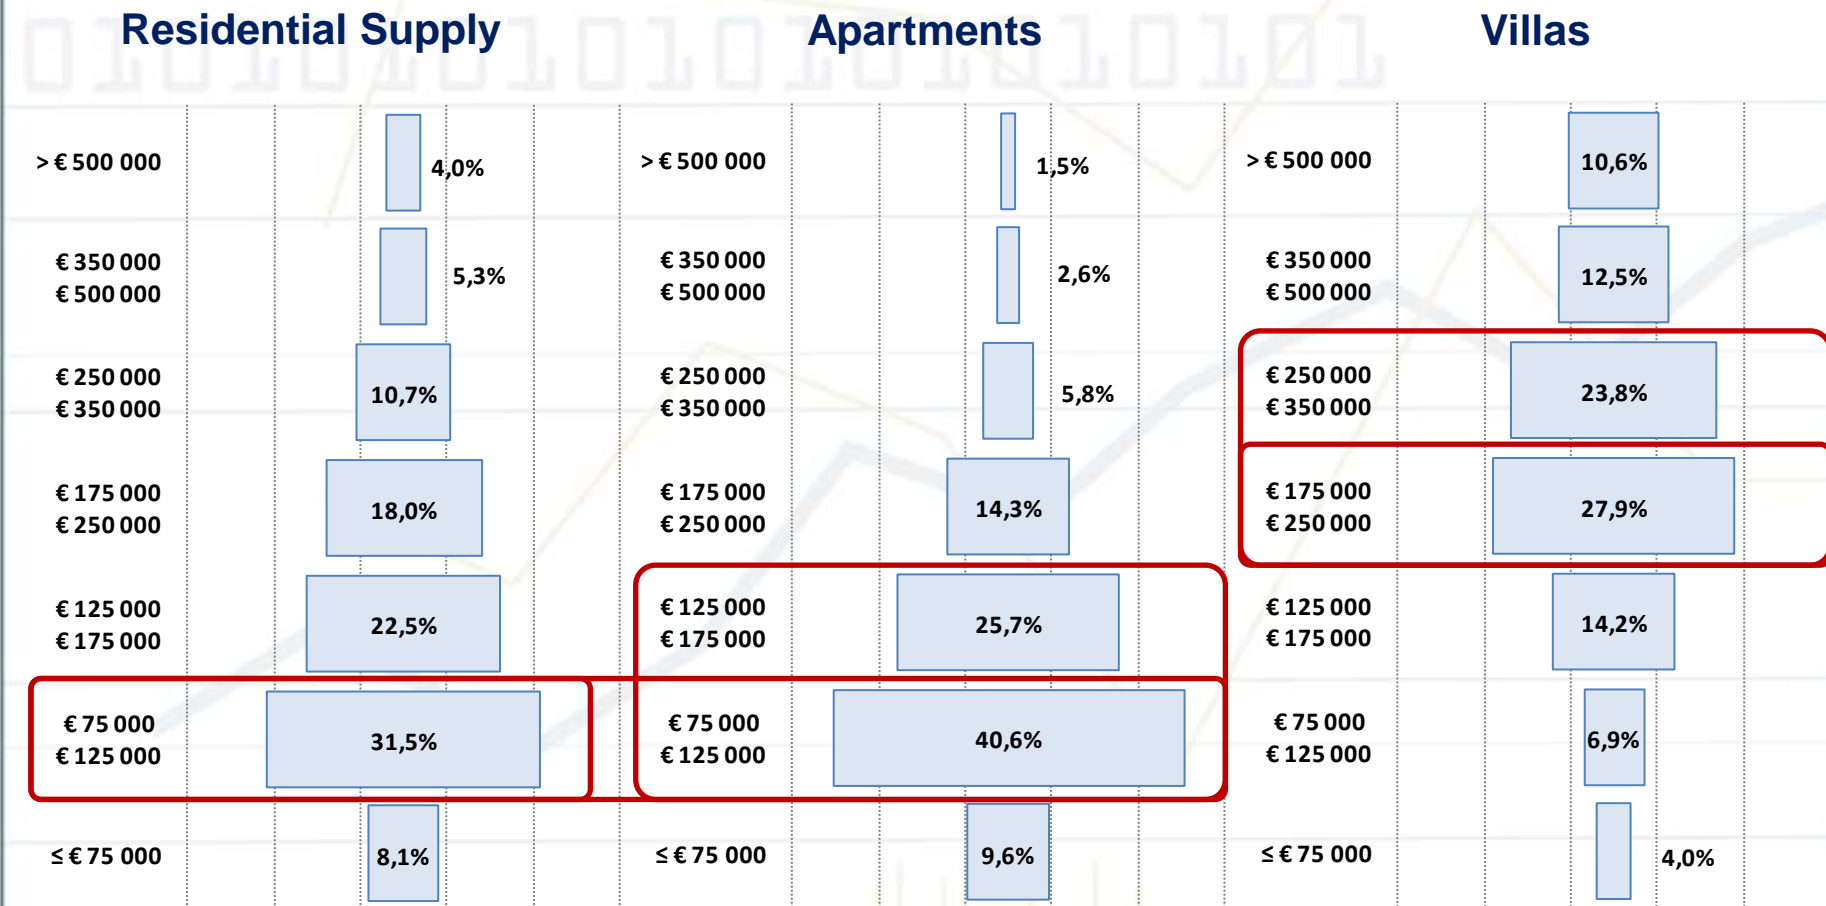 Residential Supply
> € 500 000
4,0%
€ 350 000
€ 500 000
5,3%
€ 250 000
€ 350 000
10,7%
€ 175 000
€ 250 000
18,0%
€ 125 000
€ 175 000
22,5%
€ 75 000
€ 125 000
31,5%
≤ € 75 000
8,1%
Apartments
> € 500 000
1,5%
€ 350 000
€ 500 000
2,6%
€ 250 000
€ 350 000
5,8%
€ 175 000
€ 250 000
14,3%
€ 125 000
€ 175 000
25,7%
€ 75 000
€ 125 000
40,6%
≤ € 75 000
9,6%
Villas
> € 500 000
10,6%
€ 350 000
€ 500 000
12,5%
€ 250 000
€ 350 000
23,8%
€ 175 000
€ 250 000
27,9%
€ 125 000
€ 175 000
14,2%
€ 75 000
€ 125 000
6,9%
≤ € 75 000
4,0%
0101010101010101010101